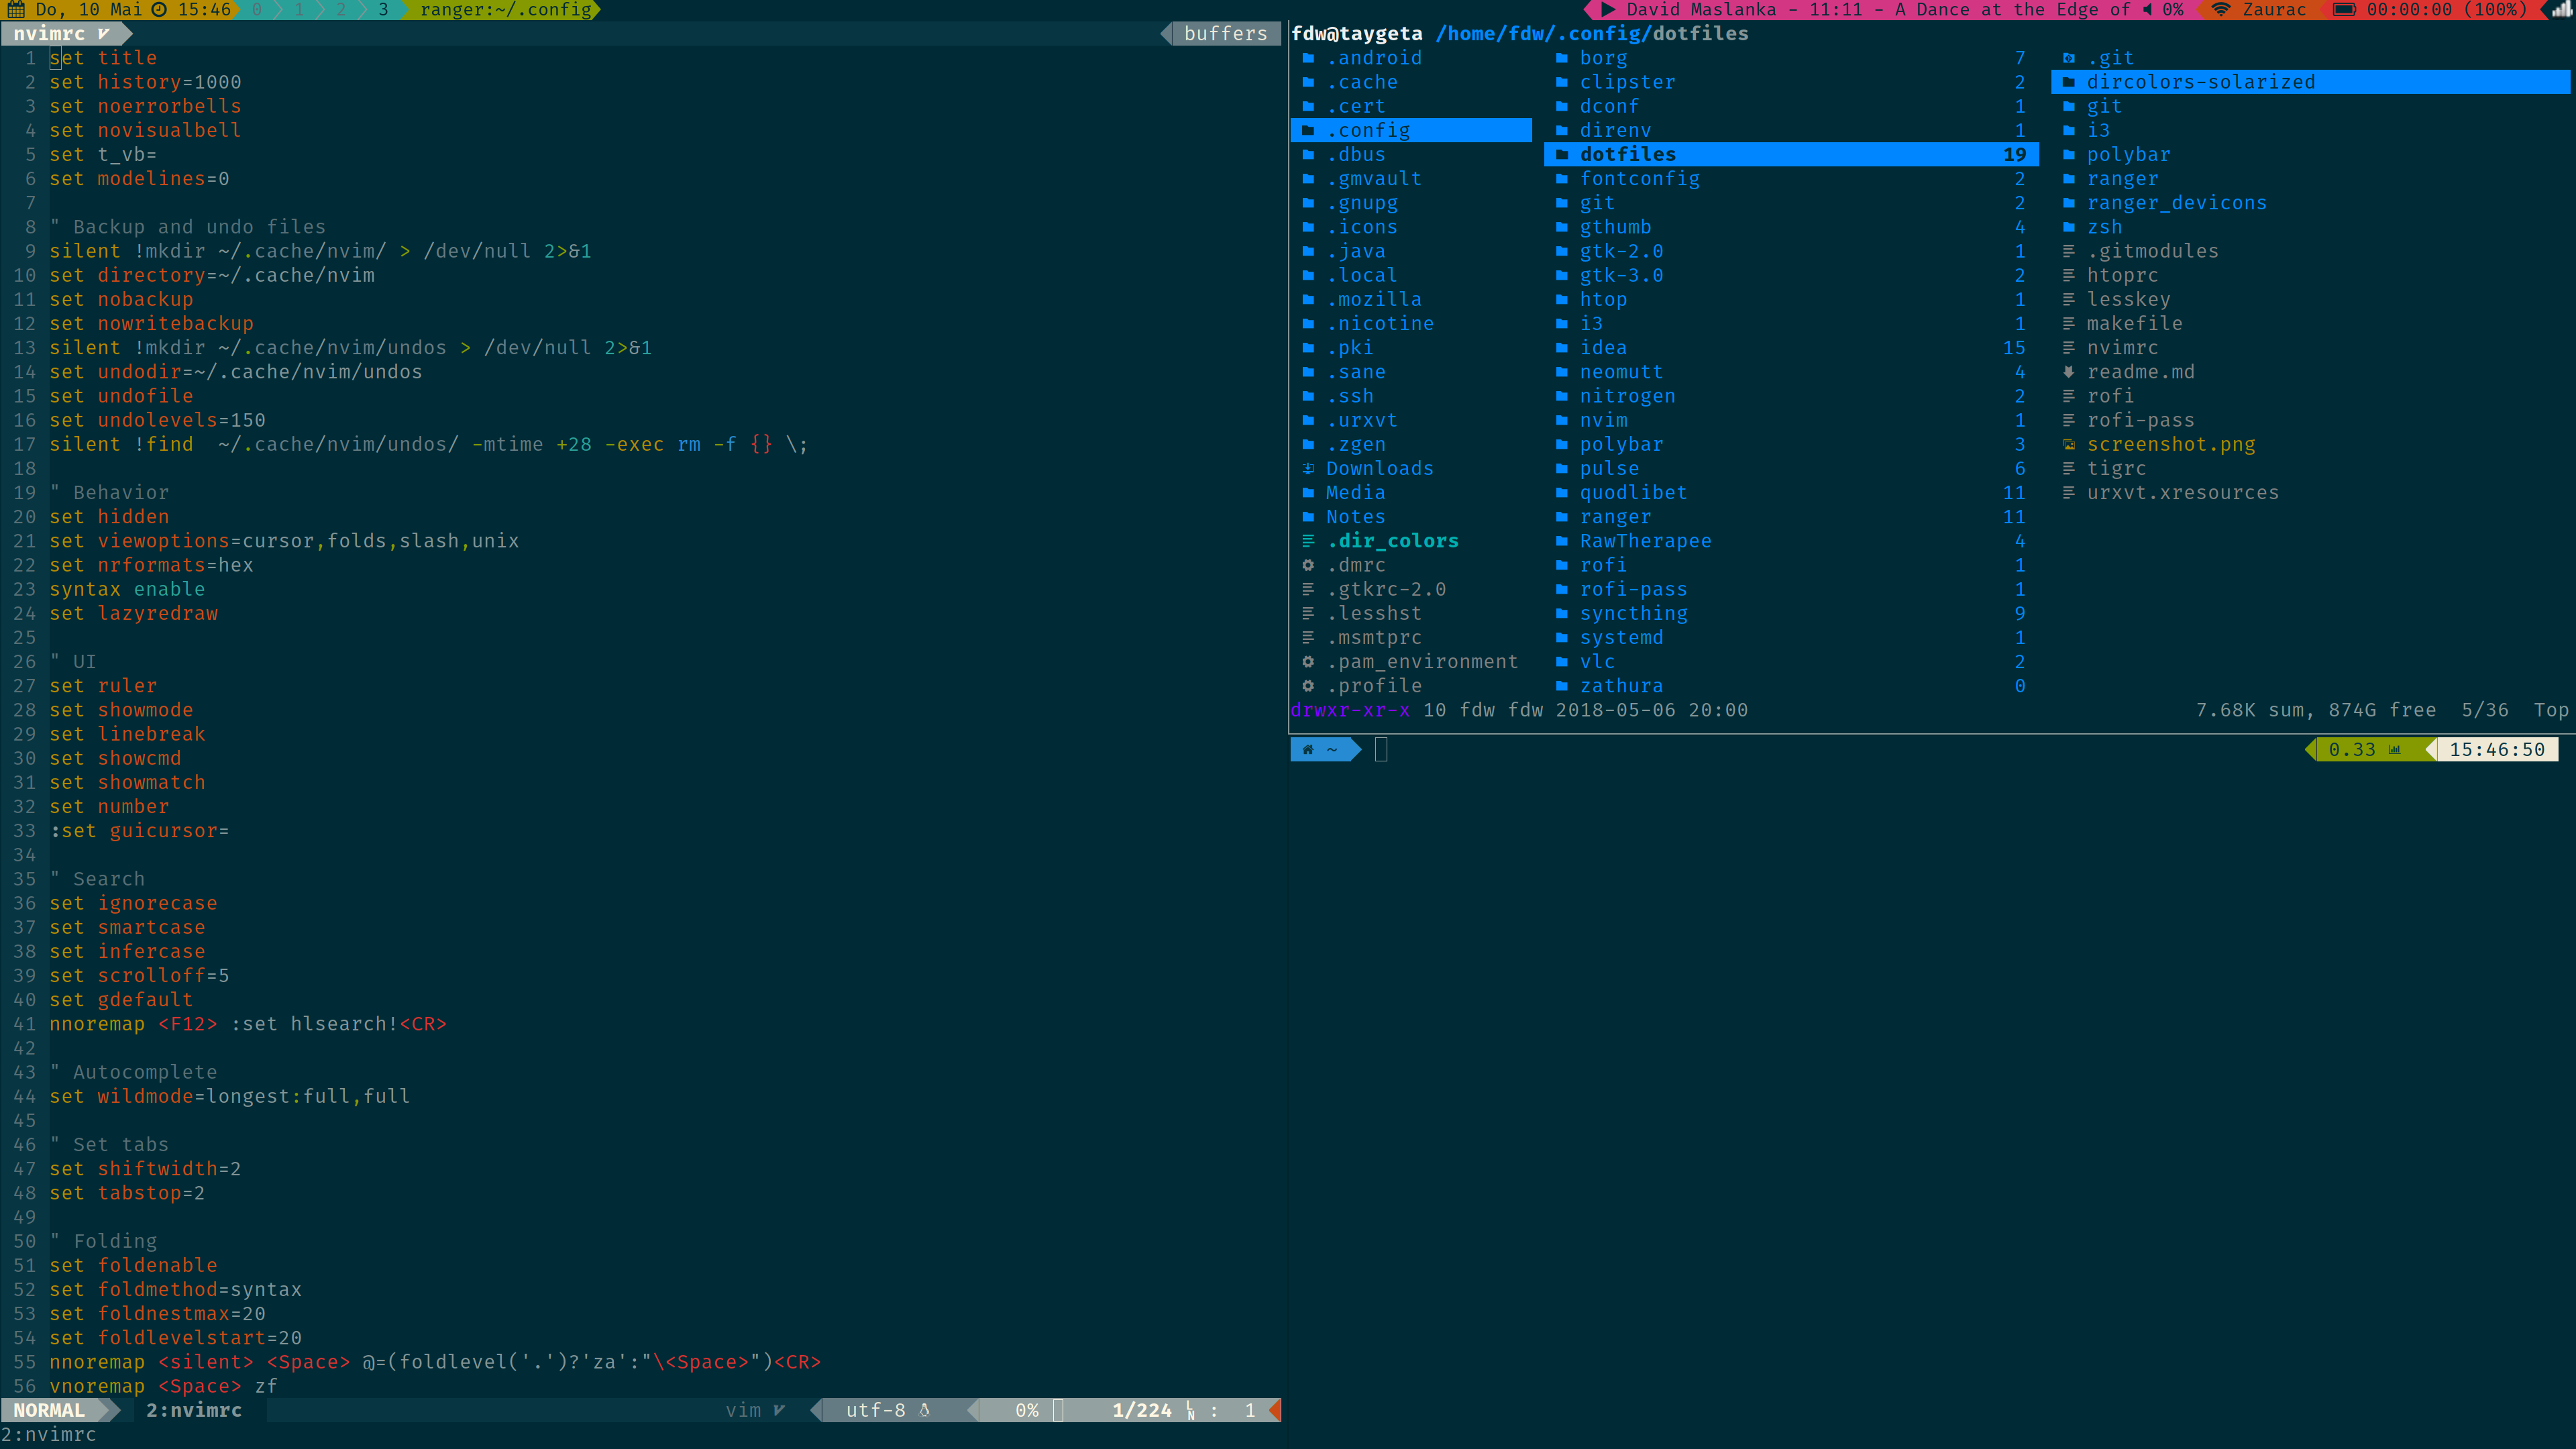 Do, 10 Mai 15:46 0 1 2 3 ranger:~/.config
David Maslanka - 11:11 - A Dance at the Edge of 0% Zaurac 00:00:00 (100%)
nvimrc buffers
1 set title
2 set history=1000
3 set noerrorbells
4 set novisualbell
5 set t_vb=
6 set modelines=0
7
8 " Backup and undo files
9 silent !mkdir ~/.cache/nvim/ > /dev/null 2>&1
10 set directory=~/.cache/nvim
11 set nobackup
12 set nowritebackup
13 silent !mkdir ~/.cache/nvim/undos > /dev/null 2>&1
14 set undodir=~/.cache/nvim/undos
15 set undofile
16 set undolevels=150
17 silent !find  ~/.cache/nvim/undos/ -mtime +28 -exec rm -f {} \;
18
19 " Behavior
20 set hidden
21 set viewoptions=cursor,folds,slash,unix
22 set nrformats=hex
23 syntax enable
24 set lazyredraw
25
26 " UI
27 set ruler
28 set showmode
29 set linebreak
30 set showcmd
31 set showmatch
32 set number
33 :set guicursor=
34
35 " Search
36 set ignorecase
37 set smartcase
38 set infercase
39 set scrolloff=5
40 set gdefault
41 nnoremap <F12> :set hlsearch!<CR>
42
43 " Autocomplete
44 set wildmode=longest:full,full
45
46 " Set tabs
47 set shiftwidth=2
48 set tabstop=2
49
50 " Folding
51 set foldenable
52 set foldmethod=syntax
53 set foldnestmax=20
54 set foldlevelstart=20
55 nnoremap <silent> <Space> @=(foldlevel('.')?'za':"\<Space>")<CR>
56 vnoremap <Space> zf
NORMAL 2:nvimrc vim utf-8 0% 1/224 LN : 1
2:nvimrc
fdw@taygeta /home/fdw/.config/dotfiles
.android
.cache
.cert
.config
.dbus
.gmvault
.gnupg
.icons
.java
.local
.mozilla
.nicotine
.pki
.sane
.ssh
.urxvt
.zgen
Downloads
Media
Notes
.dir_colors
.dmrc
.gtkrc-2.0
.lesshst
.msmtprc
.pam_environment
.profile
borg 7
clipster 2
dconf 1
direnv 1
dotfiles 19
fontconfig 2
git 2
gthumb 4
gtk-2.0 1
gtk-3.0 2
htop 1
i3 1
idea 15
neomutt 4
nitrogen 2
nvim 1
polybar 3
pulse 6
quodlibet 11
ranger 11
RawTherapee 4
rofi 1
rofi-pass 1
syncthing 9
systemd 1
vlc 2
zathura 0
.git
dircolors-solarized
git
i3
polybar
ranger
ranger_devicons
zsh
.gitmodules
htoprc
lesskey
makefile
nvimrc
readme.md
rofi
rofi-pass
screenshot.png
tigrc
urxvt.xresources
drwxr-xr-x 10 fdw fdw 2018-05-06 20:00 7.68K sum, 874G free 5/36 Top
~ 0.33 15:46:50